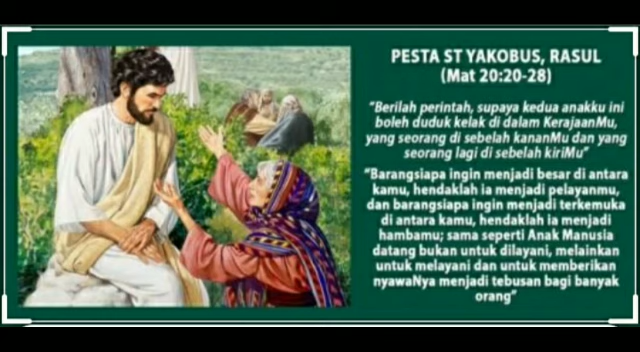 PESTA ST YAKOBUS, RASUL
(Mat 20:20-28)
"Berilah perintah, supaya kedua anakku ini
boleh duduk kelak di dalam KerajaanMu,
yang seorang di sebelah kananMu dan yang
seorang lagi di sebelah kiriMu"
"Barangsiapa ingin menjadi besar di antara
kamu, hendaklah ia menjadi pelayanmu,
dan barangsiapa ingin menjadi terkemuka
di antara kamu, hendaklah ia menjadi
hambamu; sama seperti Anak Manusia
datang bukan untuk dilayani, melainkan
untuk melayani dan untuk memberikan
nyawaNya menjadi tebusan bagi banyak
orang"